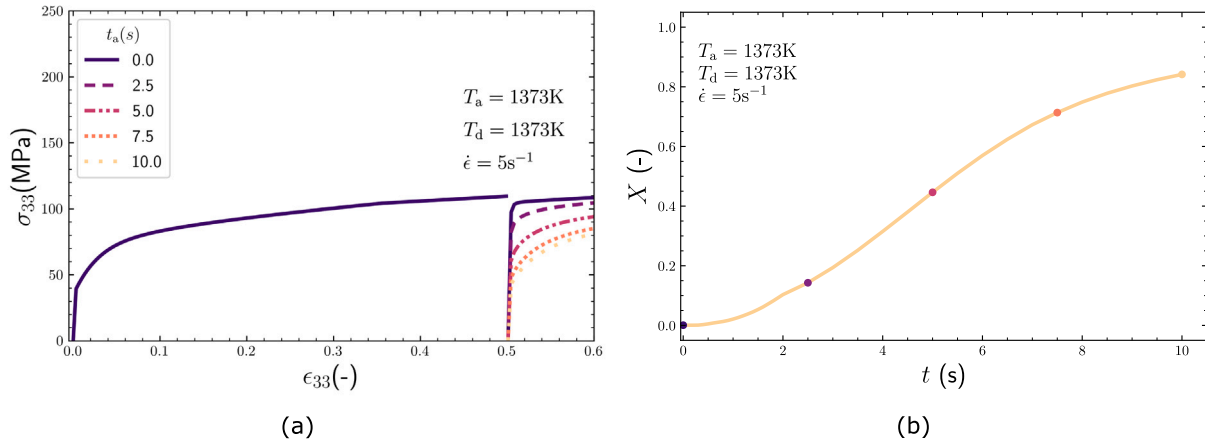 250
200
150
100
50
0
σ₃₃(MPa)
tₐ(s)
0.0
2.5
5.0
7.5
10.0
Tₐ = 1373K
T_d = 1373K
ε̇ = 5s⁻¹
0.0 0.1 0.2 0.3 0.4 0.5 0.6
ϵ₃₃(-)
(a)
1.0
0.8
0.6
0.4
0.2
0.0
X (-)
Tₐ = 1373K
T_d = 1373K
ε̇ = 5s⁻¹
0 2 4 6 8 10
t (s)
(b)